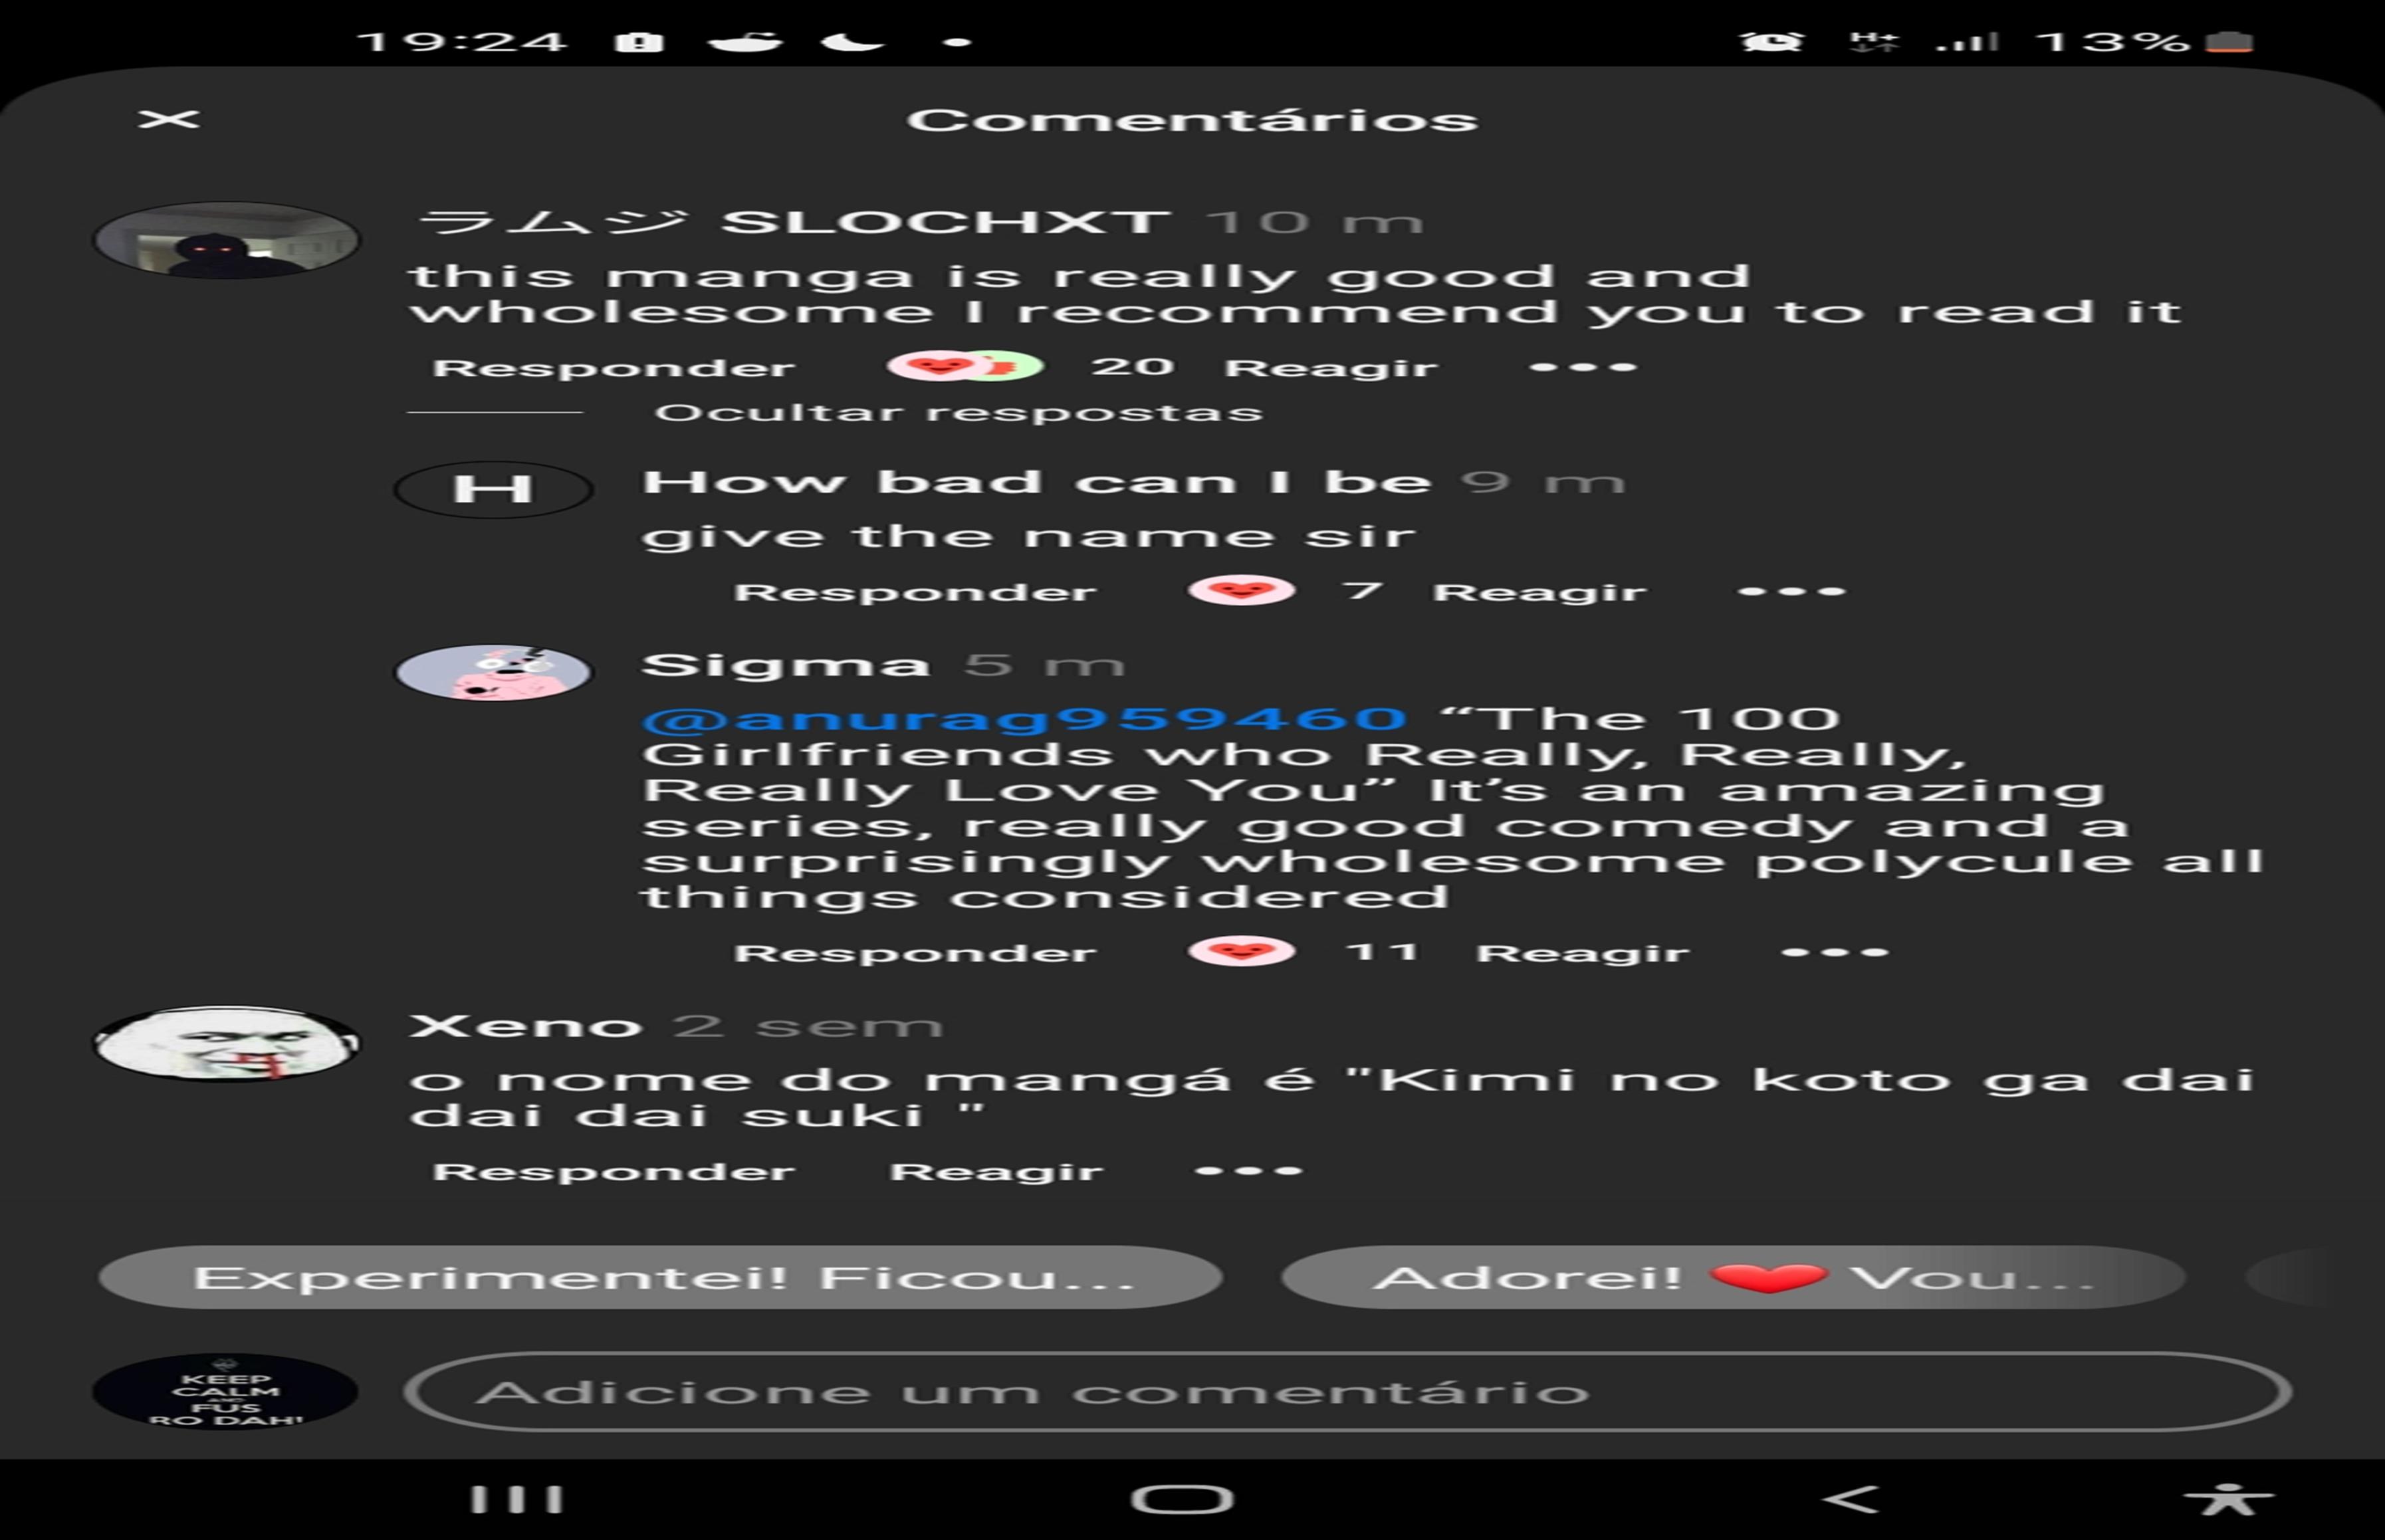 19:24 H+ 13%
Comentários
ラムジ SLOCHXT 10 m
this manga is really good and
wholesome I recommend you to read it
Responder 20 Reagir
Ocultar respostas
H
How bad can I be 9 m
give the name sir
Responder 7 Reagir
Sigma 5 m
@anurag959460 “The 100
Girlfriends who Really, Really,
Really Love You” It’s an amazing
series, really good comedy and a
surprisingly wholesome polycule all
things considered
Responder 11 Reagir
Xeno 2 sem
o nome do mangá é "Kimi no koto ga dai
dai dai suki "
Responder Reagir
Experimentei! Ficou...
Adorei! ❤️ Vou...
KEEP
CALM
FUS
RO DAH!
Adicione um comentário